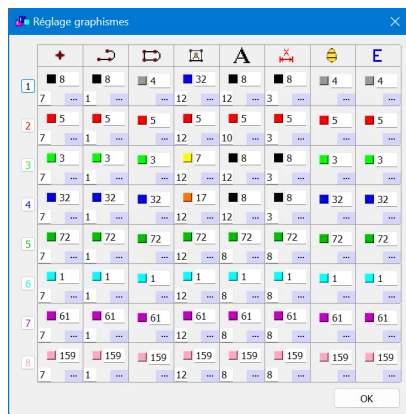 Réglage graphismes
A A X E
1 8 8 4 32 8 8 4 4
7 ... 1 ... ... 12 ... 12 ... 3 ... ... ...
2 5 5 5 5 5 5 5 5
7 ... 1 ... ... 12 ... 10 ... 3 ... ... ...
3 3 3 3 7 8 8 3 3
7 ... 1 ... ... 12 ... 12 ... 3 ... ... ...
4 32 32 32 17 8 8 32 32
7 ... 1 ... ... 12 ... 12 ... 3 ... ... ...
5 72 72 72 72 72 72 72 72
7 ... 1 ... ... 12 ... 8 ... 8 ... ... ...
6 1 1 1 1 1 1 1 1
7 ... 1 ... ... 12 ... 8 ... 8 ... ... ...
7 61 61 61 61 61 61 61 61
7 ... 1 ... ... 12 ... 8 ... 8 ... ... ...
8 159 159 159 159 159 159 159 159
7 ... 1 ... ... 12 ... 8 ... 8 ... ... ...
OK